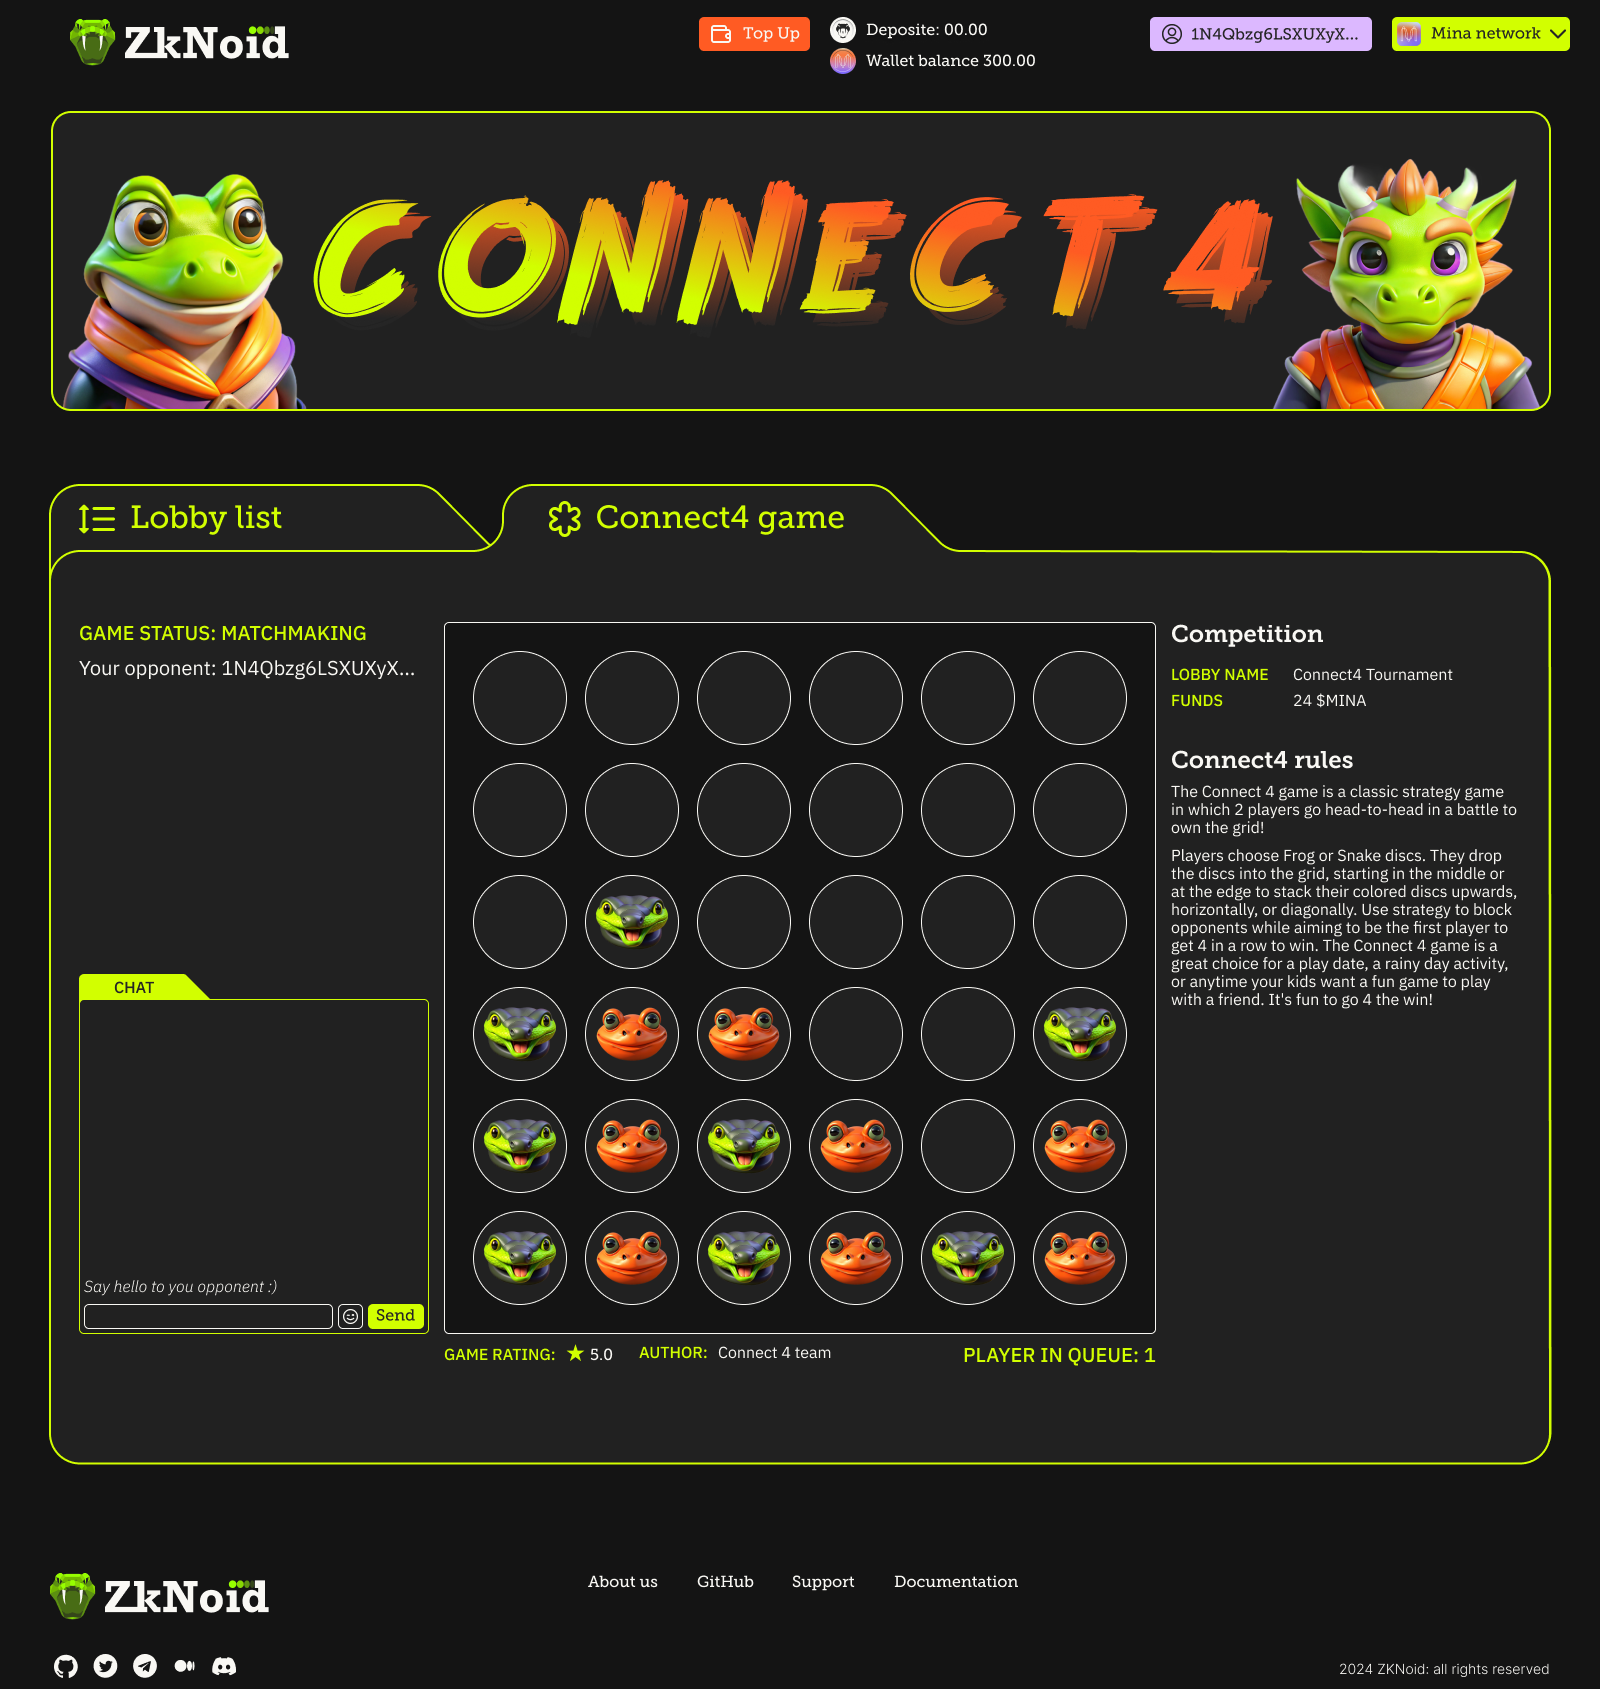 ZkNoid
Top Up
Deposite: 00.00
Wallet balance 300.00
1N4Qbzg6LSXUXyX...
Mina network
CONNECT 4
Lobby list
Connect4 game
GAME STATUS: MATCHMAKING
Your opponent: 1N4Qbzg6LSXUXyX...
CHAT
Say hello to you opponent :)
Send
GAME RATING: 5.0
AUTHOR: Connect 4 team
PLAYER IN QUEUE: 1
Competition
LOBBY NAME Connect4 Tournament
FUNDS 24 $MINA
Connect4 rules
The Connect 4 game is a classic strategy game
in which 2 players go head-to-head in a battle to
own the grid!
Players choose Frog or Snake discs. They drop
the discs into the grid, starting in the middle or
at the edge to stack their colored discs upwards,
horizontally, or diagonally. Use strategy to block
opponents while aiming to be the first player to
get 4 in a row to win. The Connect 4 game is a
great choice for a play date, a rainy day activity,
or anytime your kids want a fun game to play
with a friend. It's fun to go 4 the win!
ZkNoid
About us
GitHub
Support
Documentation
2024 ZKNoid: all rights reserved